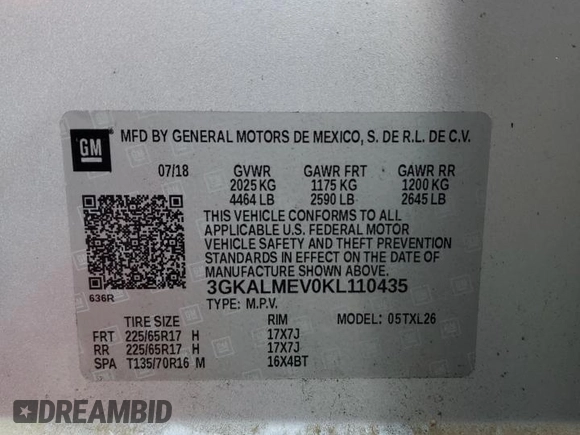 GM
MFD BY GENERAL MOTORS DE MEXICO, S. DE R.L. DE C.V.
07/18 GVWR GAWR FRT GAWR RR
2025 KG 1175 KG 1200 KG
4464 LB 2590 LB 2645 LB
THIS VEHICLE CONFORMS TO ALL
APPLICABLE U.S. FEDERAL MOTOR
VEHICLE SAFETY AND THEFT PREVENTION
STANDARDS IN EFFECT ON THE DATE OF
MANUFACTURE SHOWN ABOVE.
636R
3GKALMEV0KL110435
TYPE: M.P.V.
TIRE SIZE RIM MODEL: 05TXL26
FRT 225/65R17 H 17X7J
RR 225/65R17 H 17X7J
SPA T135/70R16 M 16X4BT
DREAMBID